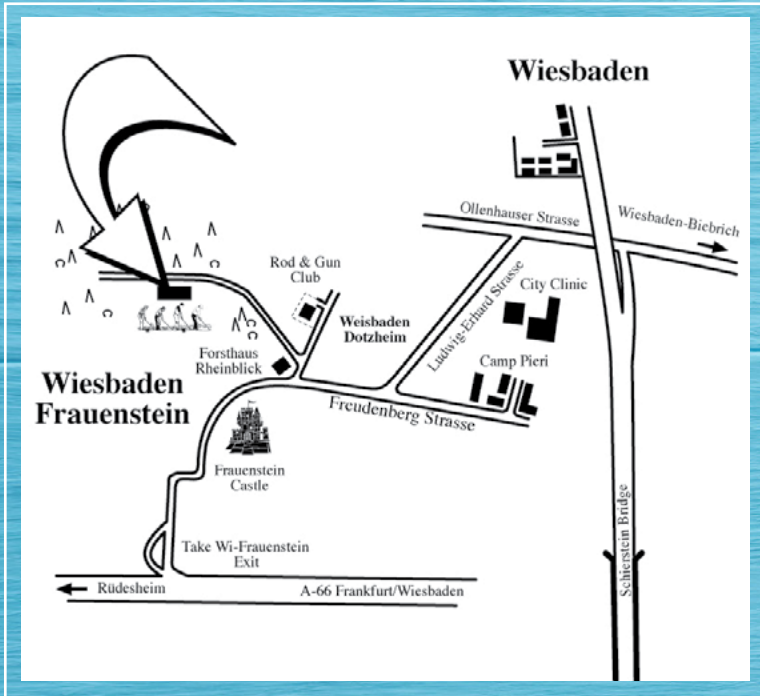 Wiesbaden
Ollenhauser Strasse
Wiesbaden-Biebrich
Rod & Gun
Club
City Clinic
Weisbaden
Dotzheim
Ludwig-Erhard Strasse
Camp Pieri
Forsthaus
Rheinblick
Wiesbaden
Frauenstein
Freudenberg Strasse
Frauenstein
Castle
Schierstein Bridge
Take Wi-Frauenstein
Exit
Rüdesheim
A-66 Frankfurt/Wiesbaden